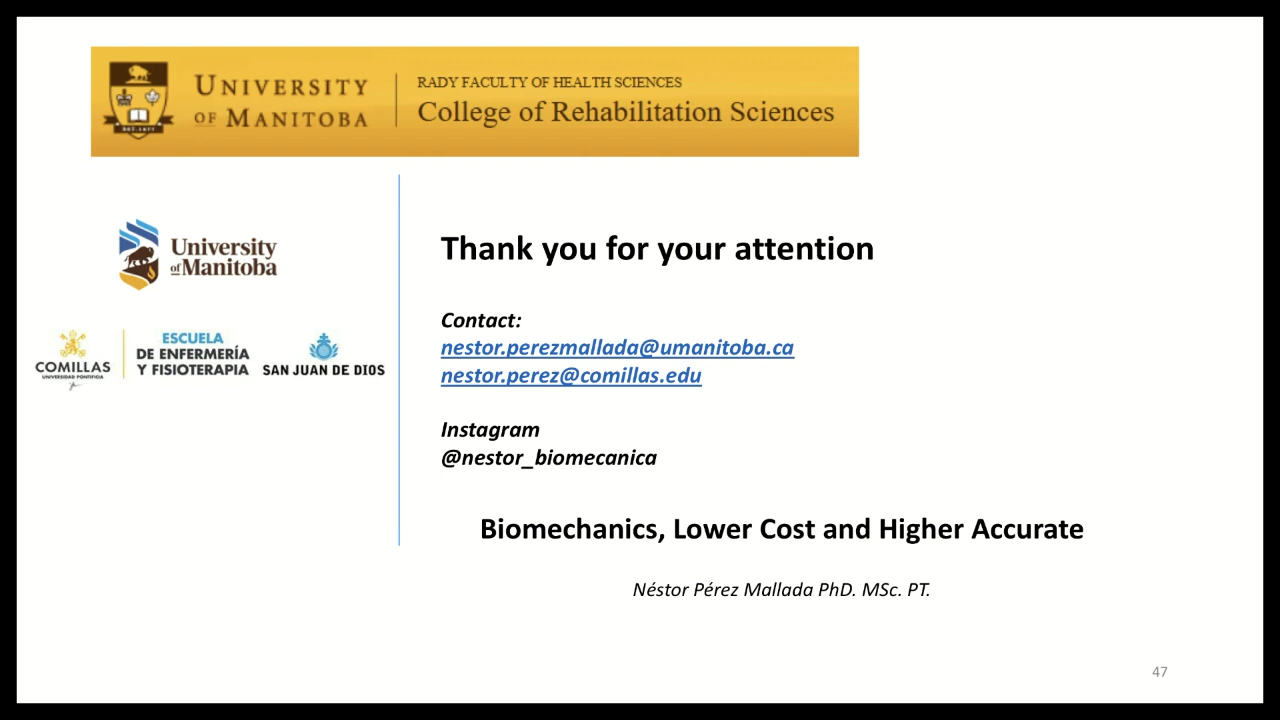 UNIVERSITY
OF MANITOBA
RADY FACULTY OF HEALTH SCIENCES
College of Rehabilitation Sciences
EST. 1877
University
of Manitoba
COMILLAS
UNIVERSIDAD PONTIFICIA
ESCUELA
DE ENFERMERÍA
Y FISIOTERAPIA
SAN JUAN DE DIOS
Thank you for your attention
Contact:
nestor.perezmallada@umanitoba.ca
nestor.perez@comillas.edu
Instagram
@nestor_biomecanica
Biomechanics, Lower Cost and Higher Accurate
Néstor Pérez Mallada PhD. MSc. PT.
47